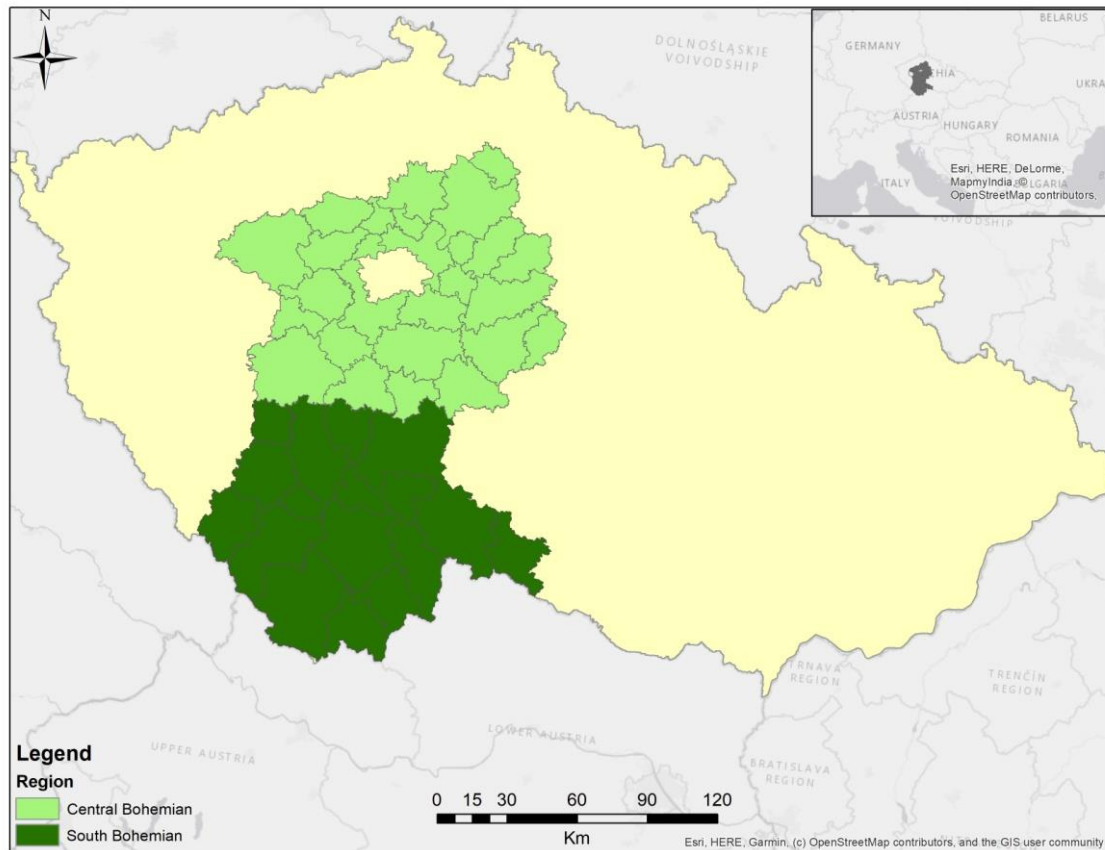 N
DOLNOŚLĄSKIE
VOIVODSHIP
BELARUS
GERMANY
HIA
UKRA
AUSTRIA
HUNGARY
ROMANIA
ITALY
Esri, HERE, DeLorme,
MapmyIndia, ©
OpenStreetMap contributors,
VOIVODSHIP
TRNAVA
REGION
TRENČÍN
REGION
LOWER AUSTRIA
UPPER AUSTRIA
BRATISLAVA
REGION
Legend
Region
Central Bohemian
South Bohemian
0 15 30 60 90 120
Km
Esri, HERE, Garmin, (c) OpenStreetMap contributors, and the GIS user community